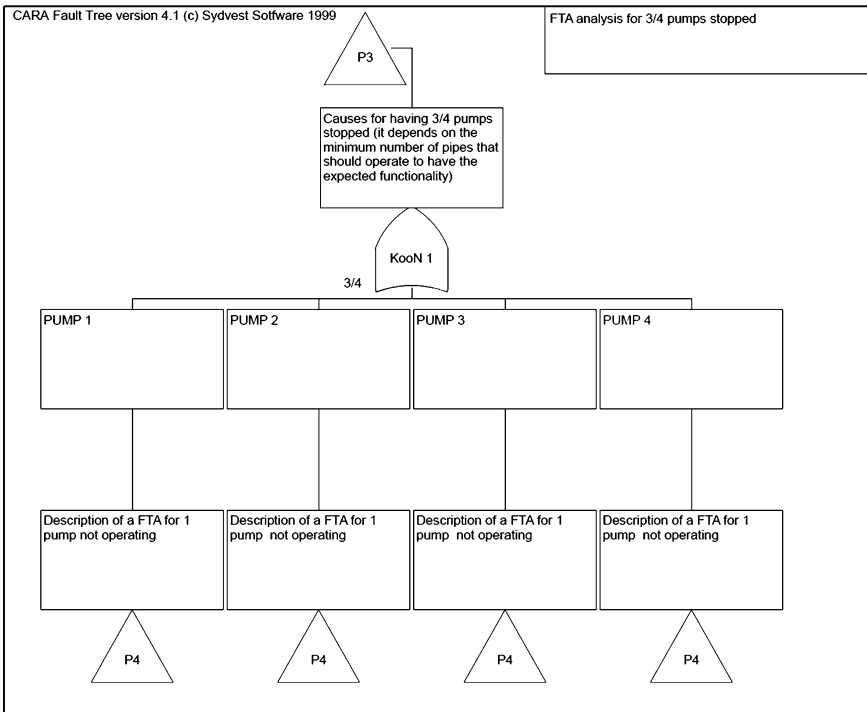 CARA Fault Tree version 4.1 (c) Sydvest Sotfware 1999
FTA analysis for 3/4 pumps stopped
P3
Causes for having 3/4 pumps
stopped (it depends on the
minimum number of pipes that
should operate to have the
expected functionality)
KooN 1
3/4
PUMP 1
PUMP 2
PUMP 3
PUMP 4
Description of a FTA for 1
pump not operating
Description of a FTA for 1
pump  not operating
Description of a FTA for 1
pump  not operating
Description of a FTA for 1
pump  not operating
P4
P4
P4
P4